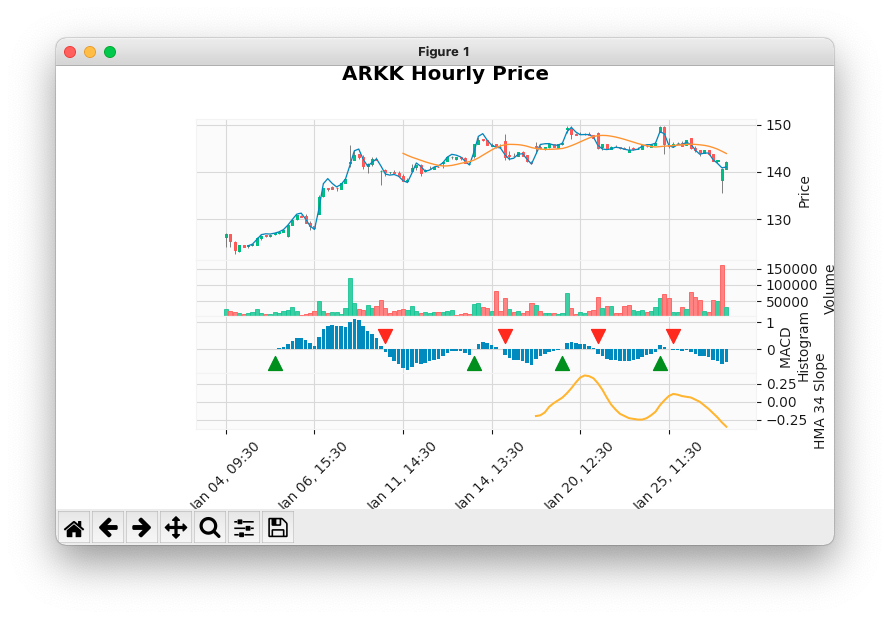 Figure 1
ARKK Hourly Price
150
140
130
Price
150000
100000
50000
Volume
1
0
MACD
Histogram
0.25
0.00
−0.25
HMA 34 Slope
Jan 04, 09:30
Jan 06, 15:30
Jan 11, 14:30
Jan 14, 13:30
Jan 20, 12:30
Jan 25, 11:30